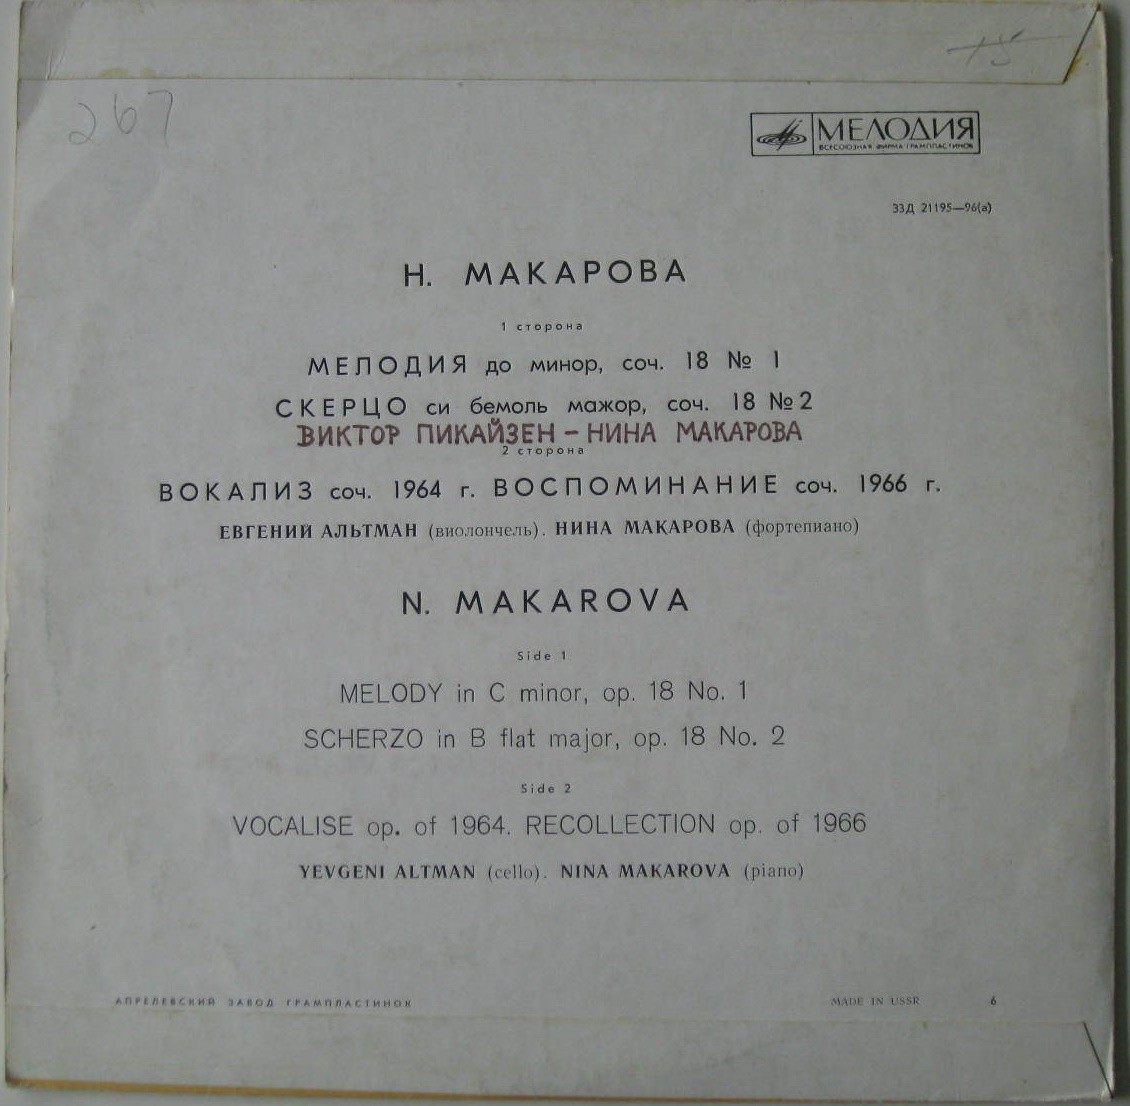 15
267
МЕЛОДИЯ
ВСЕСОЮЗНАЯ ФИРМА ГРАМПЛАСТИНОК
33Д 21195—96(а)
Н. МАКАРОВА
1 сторона
МЕЛОДИЯ до минор, соч. 18 № 1
СКЕРЦО си бемоль мажор, соч. 18 № 2
ВИКТОР ПИКАЙЗЕН – НИНА МАКАРОВА
2 сторона
ВОКАЛИЗ соч. 1964 г. ВОСПОМИНАНИЕ соч. 1966 г.
ЕВГЕНИЙ АЛЬТМАН (виолончель). НИНА МАКАРОВА (фортепиано)
N. MAKAROVA
Side 1
MELODY in C minor, op. 18 No. 1
SCHERZO in B flat major, op. 18 No. 2
Side 2
VOCALISE op. of 1964. RECOLLECTION op. of 1966
YEVGENI ALTMAN (cello). NINA MAKAROVA (piano)
АПРЕЛЕВСКИЙ ЗАВОД ГРАМПЛАСТИНОК
MADE IN USSR 6